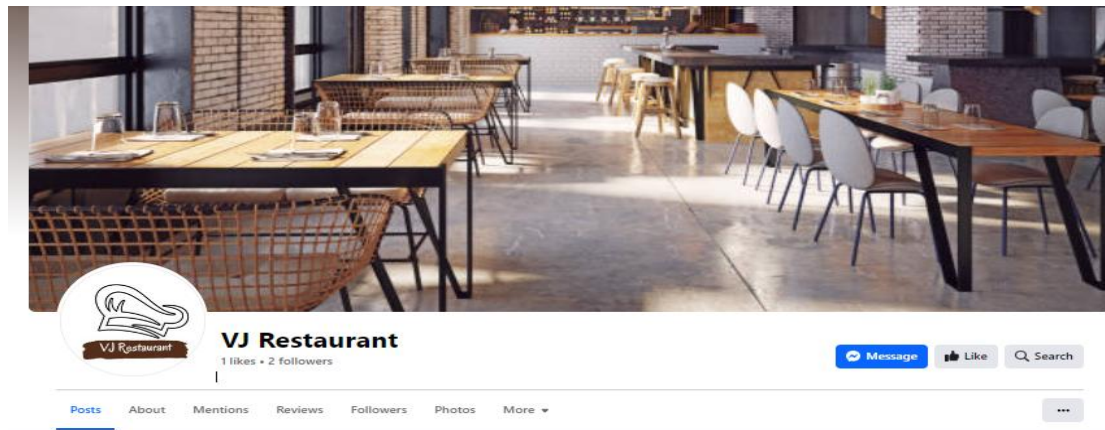 VJ Restaurant
VJ Restaurant
1 likes • 2 followers
Message Like Search
Posts About Mentions Reviews Followers Photos More
...